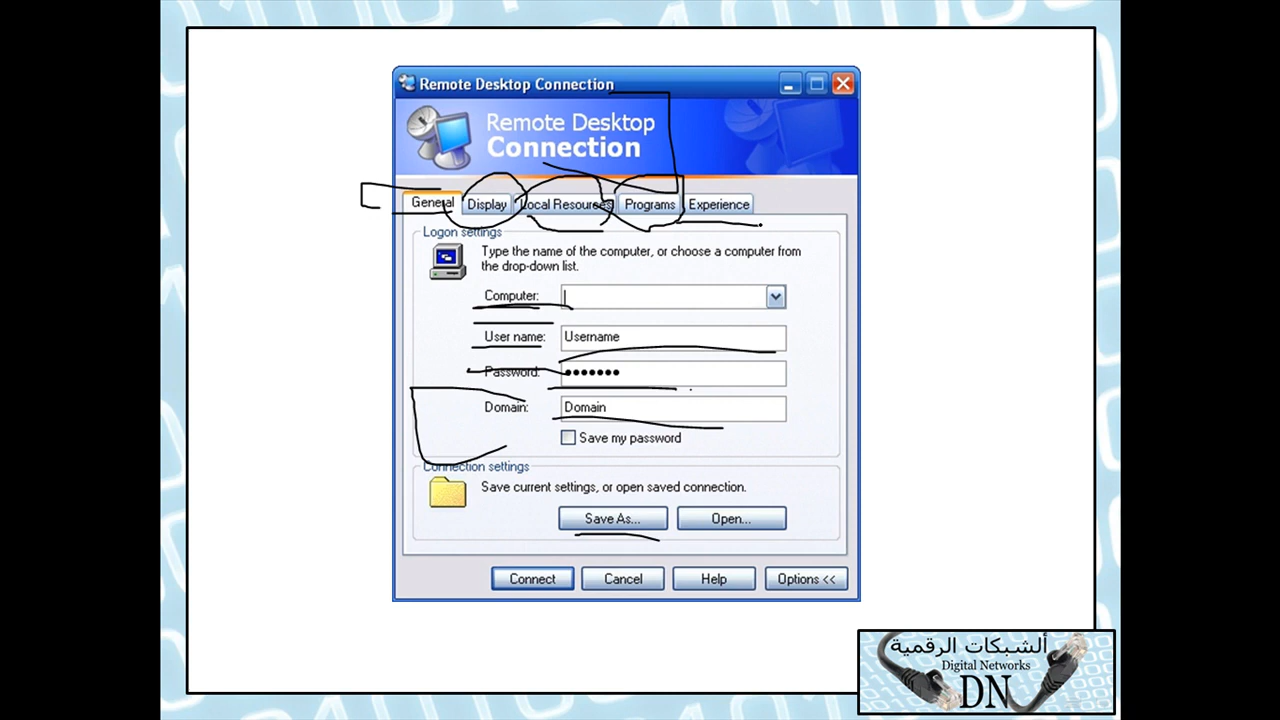 Remote Desktop Connection
Remote Desktop
Connection
General Display Local Resources Programs Experience
Logon settings
Type the name of the computer, or choose a computer from
the drop-down list.
Computer:
User name: Username
Password: •••••••
Domain: Domain
Save my password
Connection settings
Save current settings, or open saved connection.
Save As... Open...
Connect Cancel Help Options <<
ألشبكات الرقمية
Digital Networks
DN